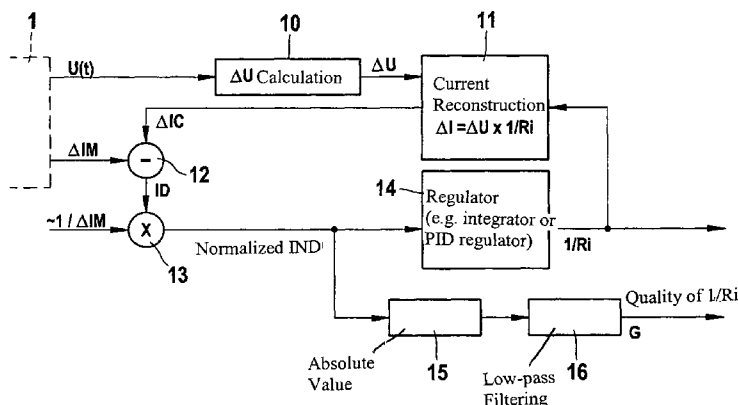 1
10
11
U(t)
ΔU Calculation
ΔU
Current
Reconstruction
ΔI =ΔU x 1/Ri
ΔIC
ΔIM
−
12
ID
14
Regulator
(e.g. integrator or
PID regulator)
~1 / ΔIM
X
13
Normalized IND
1/Ri
Quality of 1/Ri
G
Absolute
Value
15
Low-pass
Filtering
16